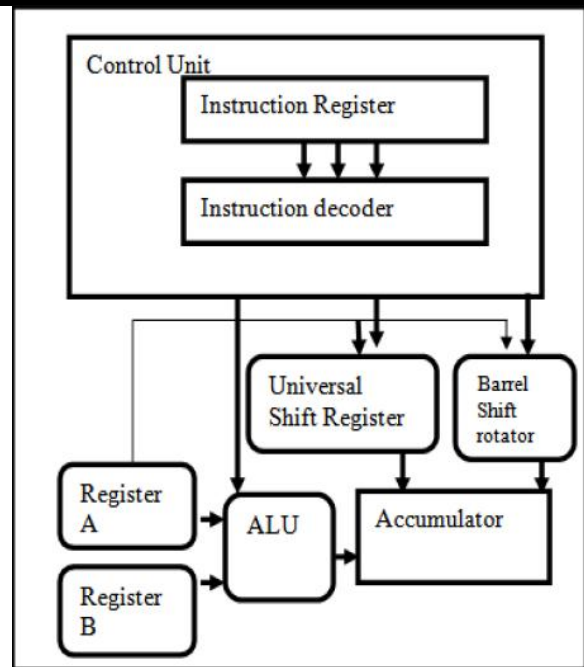 Control Unit
Instruction Register
Instruction decoder
Universal
Shift Register
Barrel
Shift
rotator
Register
A
ALU
Accumulator
Register
B